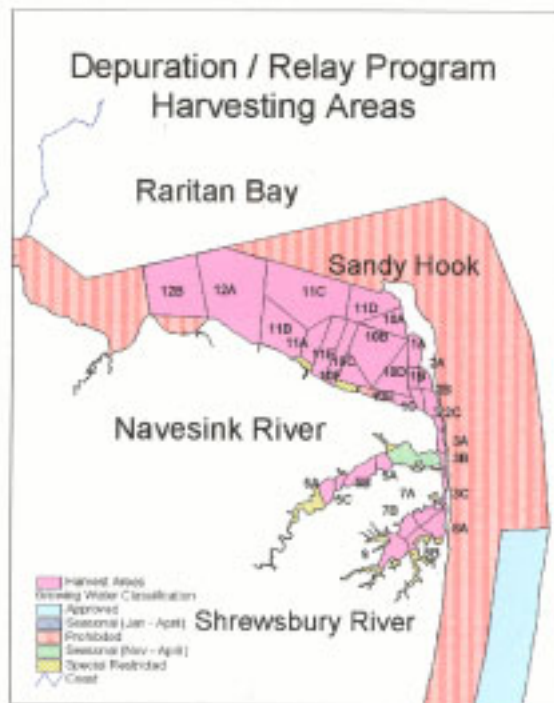 Depuration / Relay Program
Harvesting Areas
Raritan Bay
Sandy Hook
12B
12A
11C
11D
10A
11B
10B
11A
1A
10D
Navesink River
3A
3B
5A
5C
7A
3C
7B
8A
Harvest Areas
Growing Water Classification
Approved
Seasonal (Jan - April)
Prohibited
Seasonal (Nov - April)
Special Restricted
Coast
Shrewsbury River